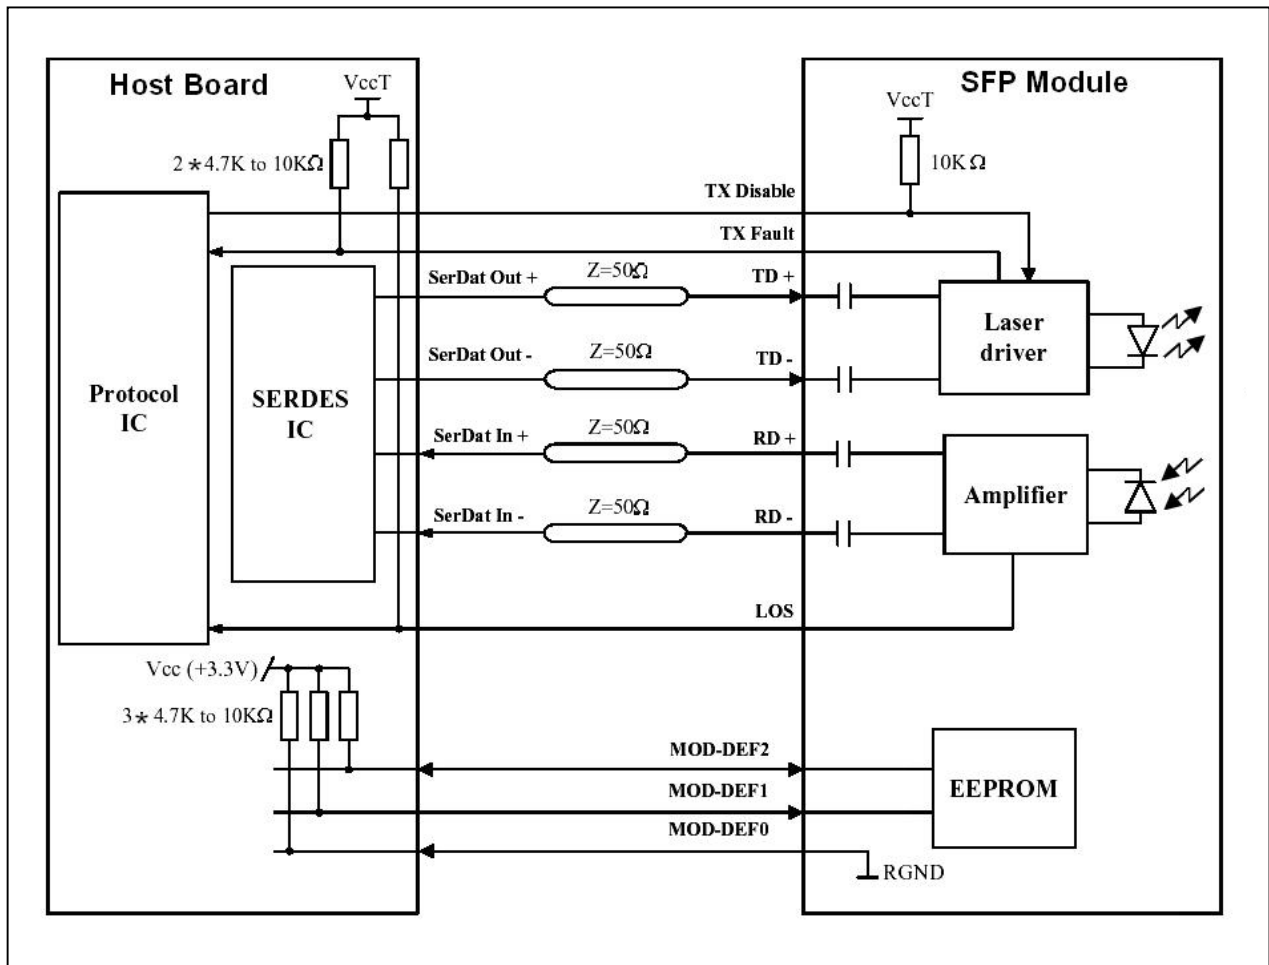 Host Board
SFP Module
VccT
VccT
2 * 4.7K to 10KΩ
10K Ω
TX Disable
TX Fault
SerDat Out +
Z=50Ω
TD +
Laser
driver
SerDat Out -
Z=50Ω
TD -
Protocol
IC
SERDES
IC
SerDat In +
Z=50Ω
RD +
Amplifier
SerDat In -
Z=50Ω
RD -
LOS
Vcc (+3.3V)
3 * 4.7K to 10KΩ
MOD-DEF2
MOD-DEF1
EEPROM
MOD-DEF0
RGND